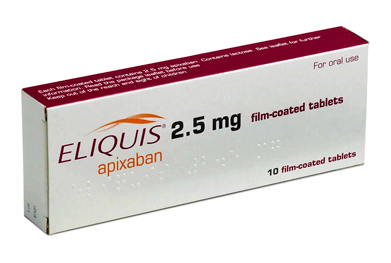 Each film-coated tablet contains 2.5 mg apixaban. Contains lactose. See leaflet for further
information. Read the package leaflet before use
Keep out of the reach and sight of children
For oral use
ELIQUIS® 2.5 mg film-coated tablets
apixaban
10 film-coated tablets